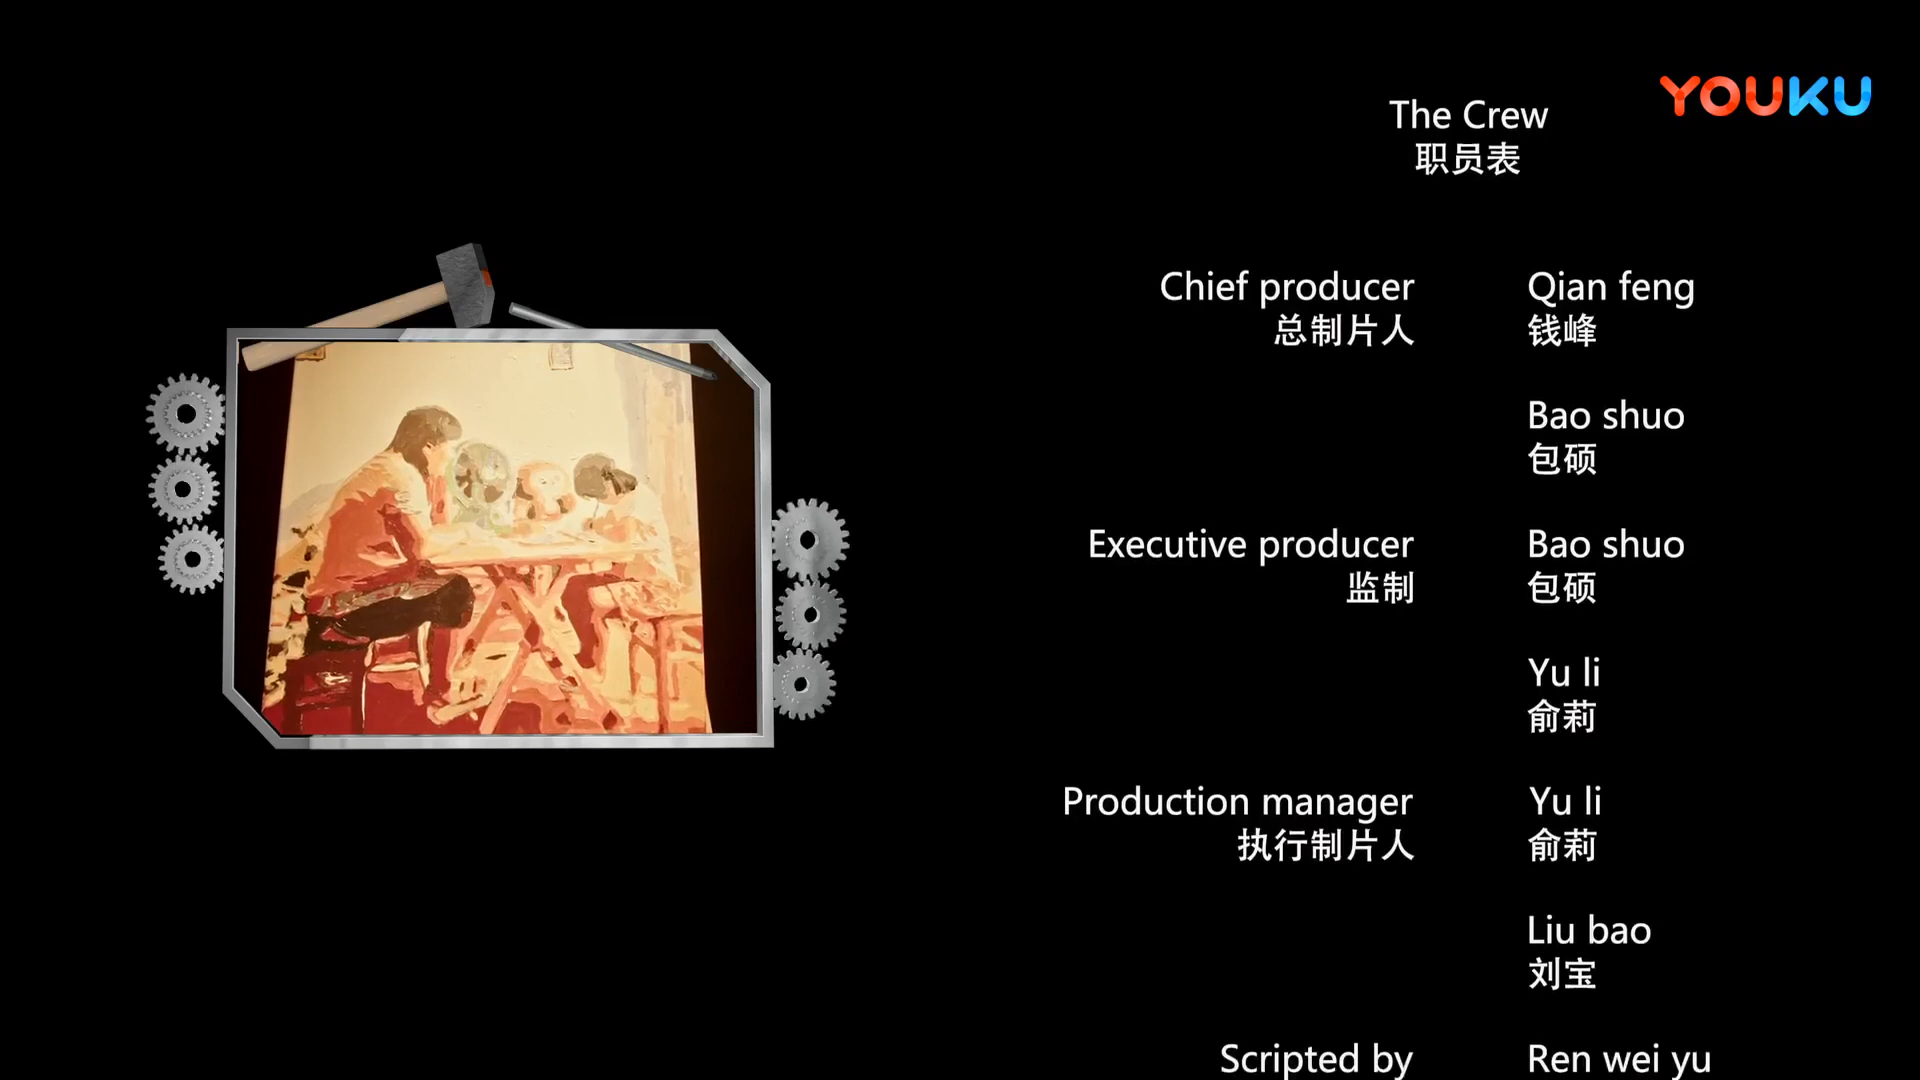 YOUKU
The Crew
职员表
Chief producer Qian feng
总制片人 钱峰
Bao shuo
包硕
Executive producer Bao shuo
监制 包硕
Yu li
俞莉
Production manager Yu li
执行制片人 俞莉
Liu bao
刘宝
Scripted by Ren wei yu